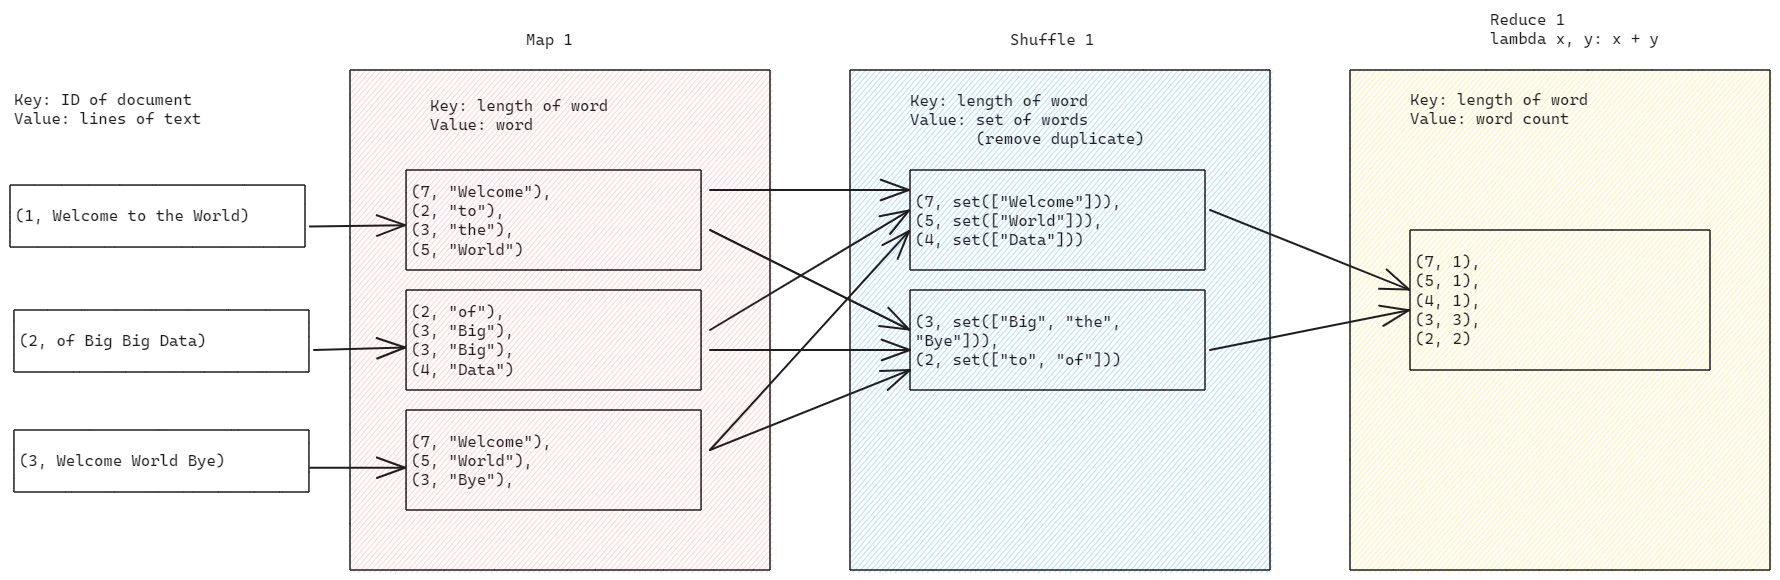 Key: ID of document
Value: lines of text
(1, Welcome to the World)
(2, of Big Big Data)
(3, Welcome World Bye)
Map 1
Key: length of word
Value: word
(7, "Welcome"),
(2, "to"),
(3, "the"),
(5, "World")
(2, "of"),
(3, "Big"),
(3, "Big"),
(4, "Data")
(7, "Welcome"),
(5, "World"),
(3, "Bye"),
Shuffle 1
Key: length of word
Value: set of words
(remove duplicate)
(7, set(["Welcome"])),
(5, set(["World"])),
(4, set(["Data"]))
(3, set(["Big", "the",
"Bye"])),
(2, set(["to", "of"]))
Reduce 1
lambda x, y: x + y
Key: length of word
Value: word count
(7, 1),
(5, 1),
(4, 1),
(3, 3),
(2, 2)